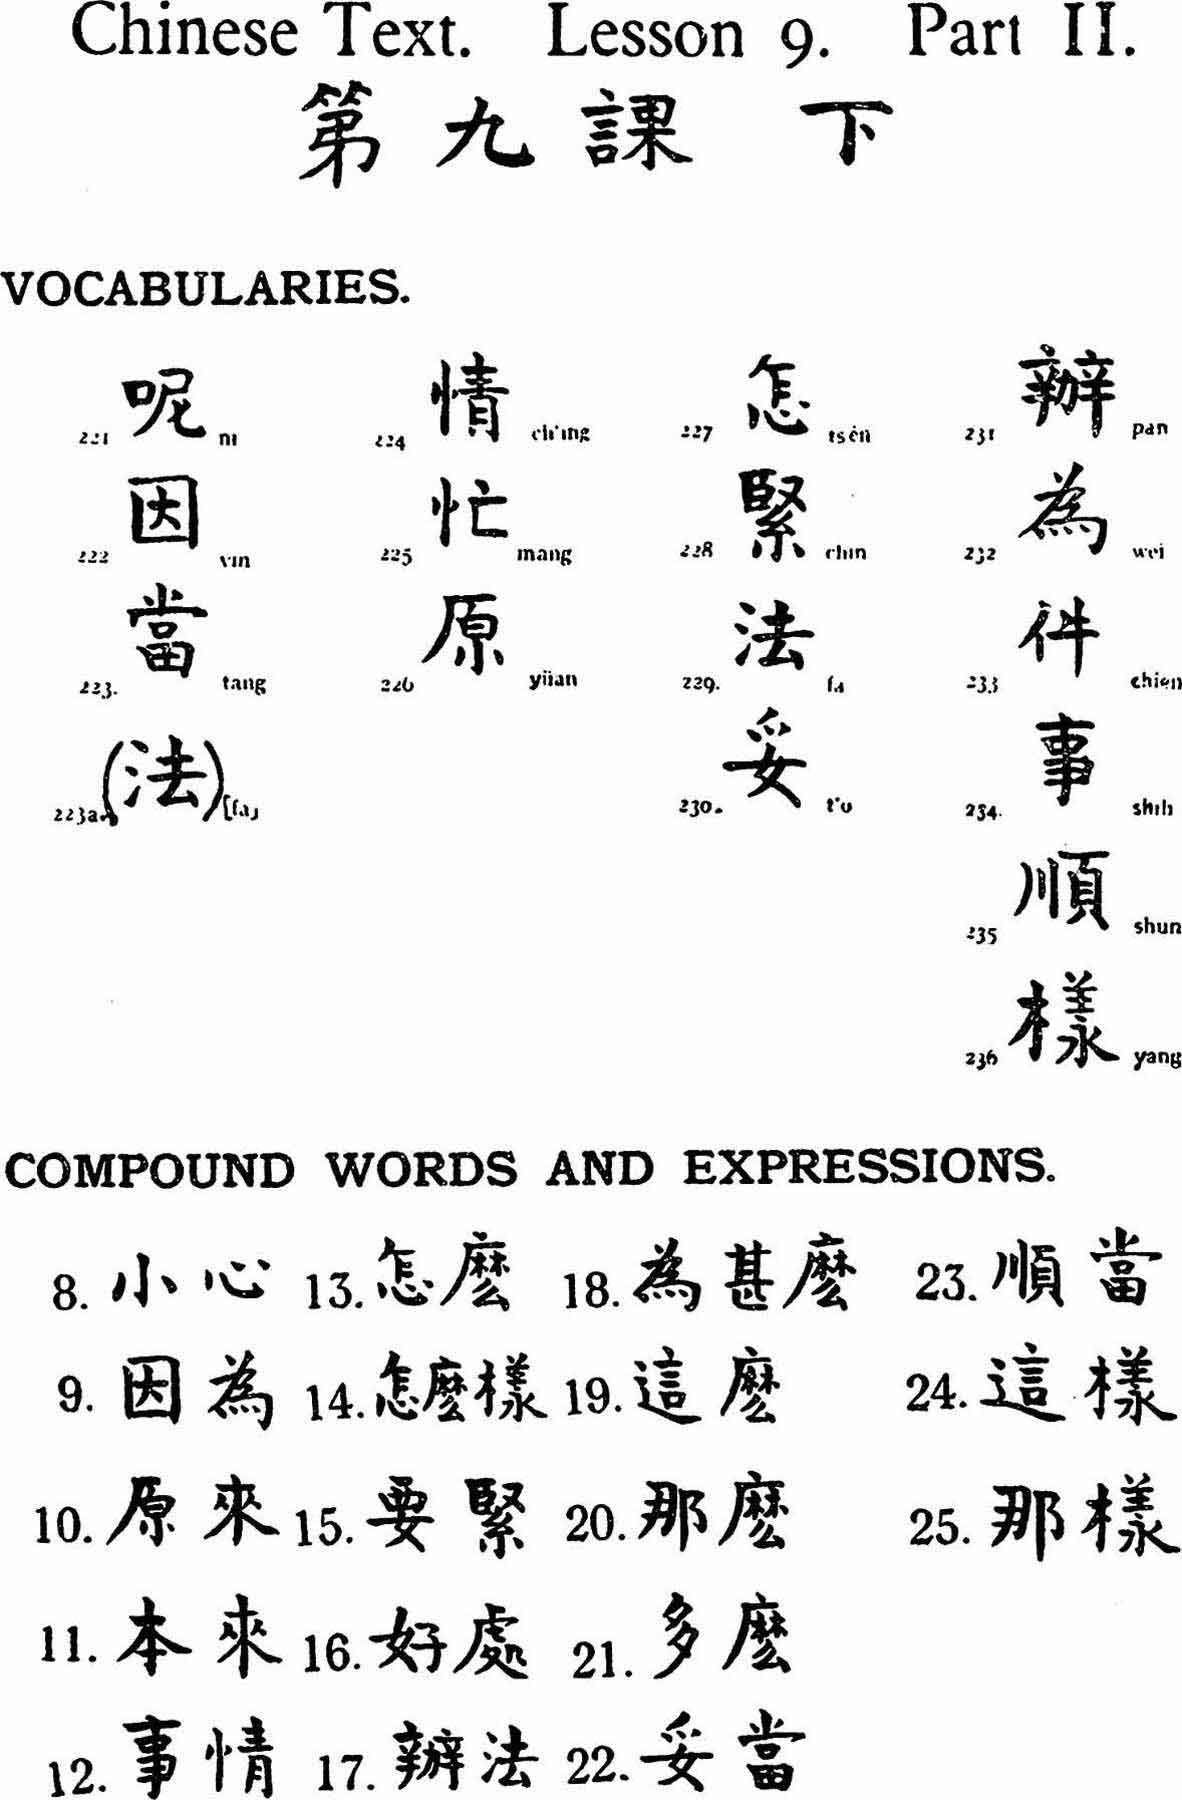 Chinese Text. Lesson 9. Part II.
第九課 下
VOCABULARIES.
221 呢 ni 224 情 ch'ing 227 怎 tsên 231 辦 pan
222 因 yin 225 忙 mang 228 緊 chin 232 為 wei
223. 當 tang 226 原 yüan 229. 法 fa 233 件 chien
223a. (法) [fa] 230. 妥 t'o 234. 事 shih
235 順 shun
236 樣 yang
COMPOUND WORDS AND EXPRESSIONS.
8. 小心 13. 怎麼 18. 為甚麼 23. 順當
9. 因為 14. 怎麼樣 19. 這麼 24. 這樣
10. 原來 15. 要緊 20. 那麼 25. 那樣
11. 本來 16. 好處 21. 多麼
12. 事情 17. 辦法 22. 妥當